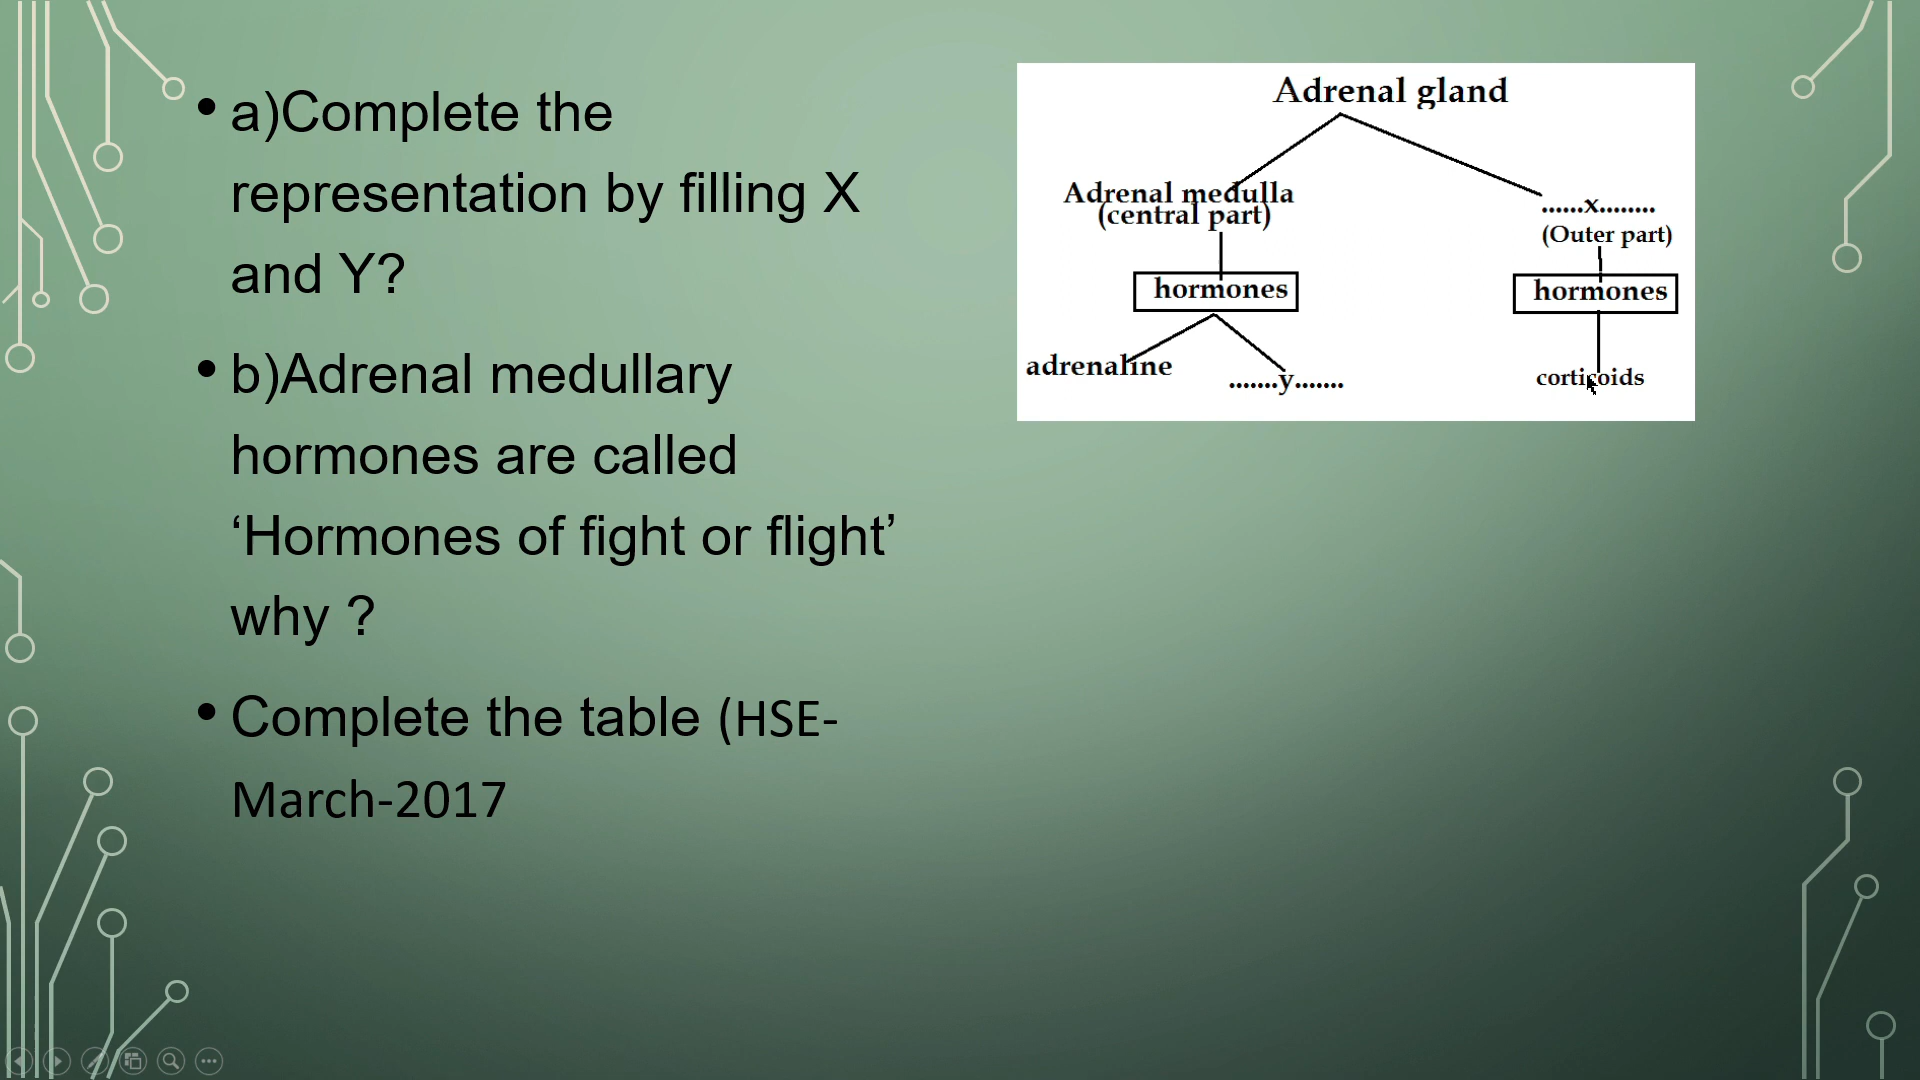 • a)Complete the
representation by filling X
and Y?
• b)Adrenal medullary
hormones are called
‘Hormones of fight or flight’
why ?
• Complete the table (HSE-
March-2017
Adrenal gland
Adrenal medulla
(central part)
......x........
(Outer part)
hormones
hormones
adrenaline
.......y.......
corticoids